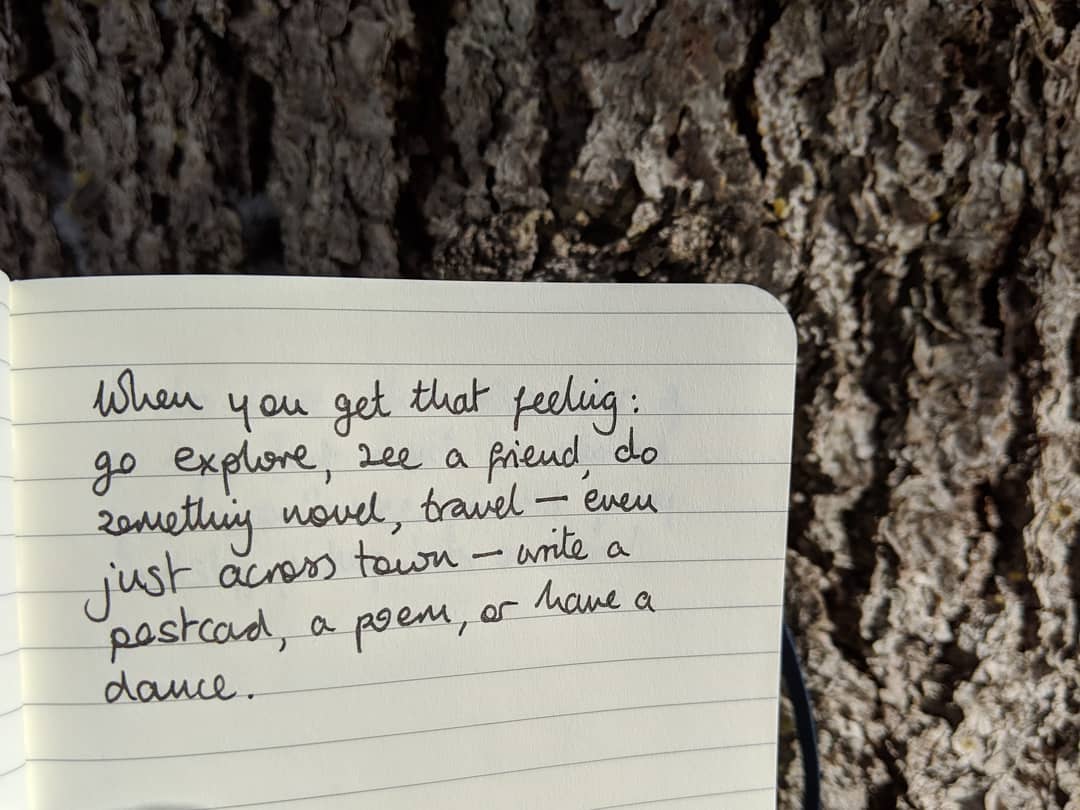 When you get that feeling:
go explore, see a friend, do
something novel, travel – even
just across town – write a
postcad, a poem, or have a
dance.